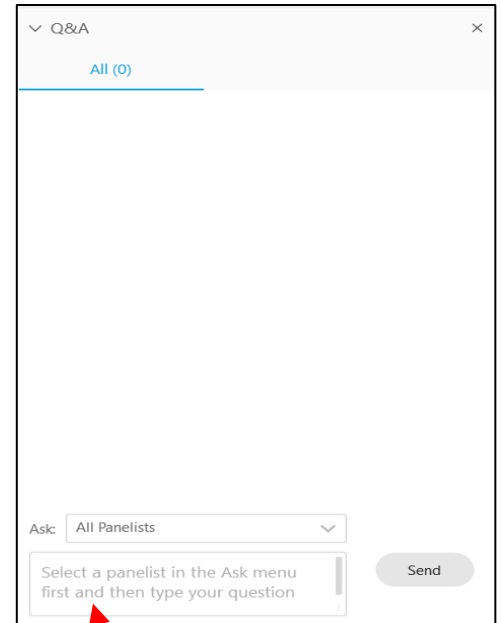 Q&A
All (0)
Ask: All Panelists
Select a panelist in the Ask menu
first and then type your question
Send